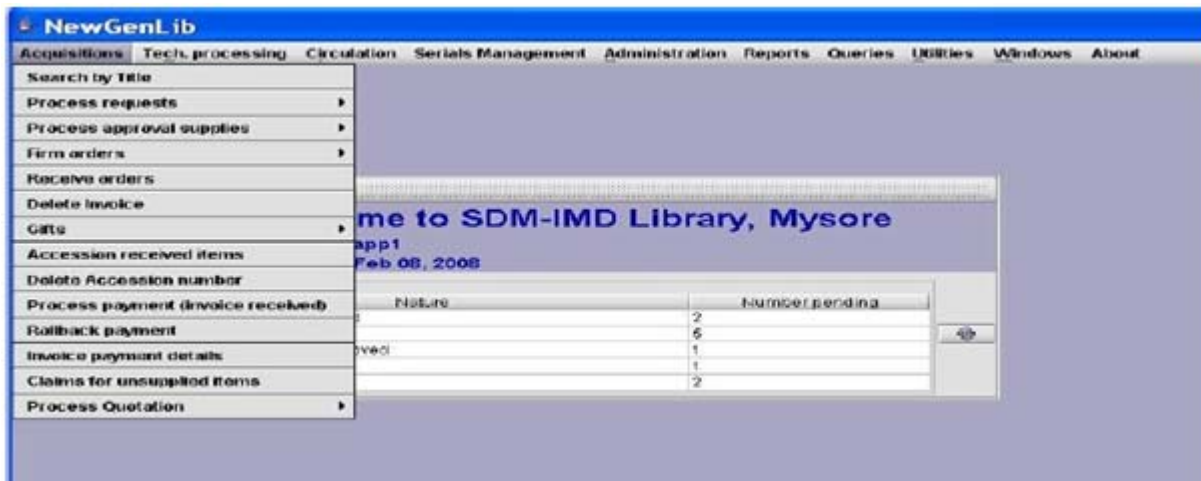 NewGenLib
Acquisitions Tech. processing Circulation Serials Management Administration Reports Queries Utilities Windows About
Search by Title
Process requests
Process approval supplies
Firm orders
Receive orders
Delete Invoice
Gifts
Accession received items
Delete Accession number
Process payment (invoice received)
Rollback payment
Invoice payment details
Claims for unsupplied items
Process Quotation
me to SDM-IMD Library, Mysore
app1
Feb 08, 2008
Nature Number pending
2
6
oved 1
1
2